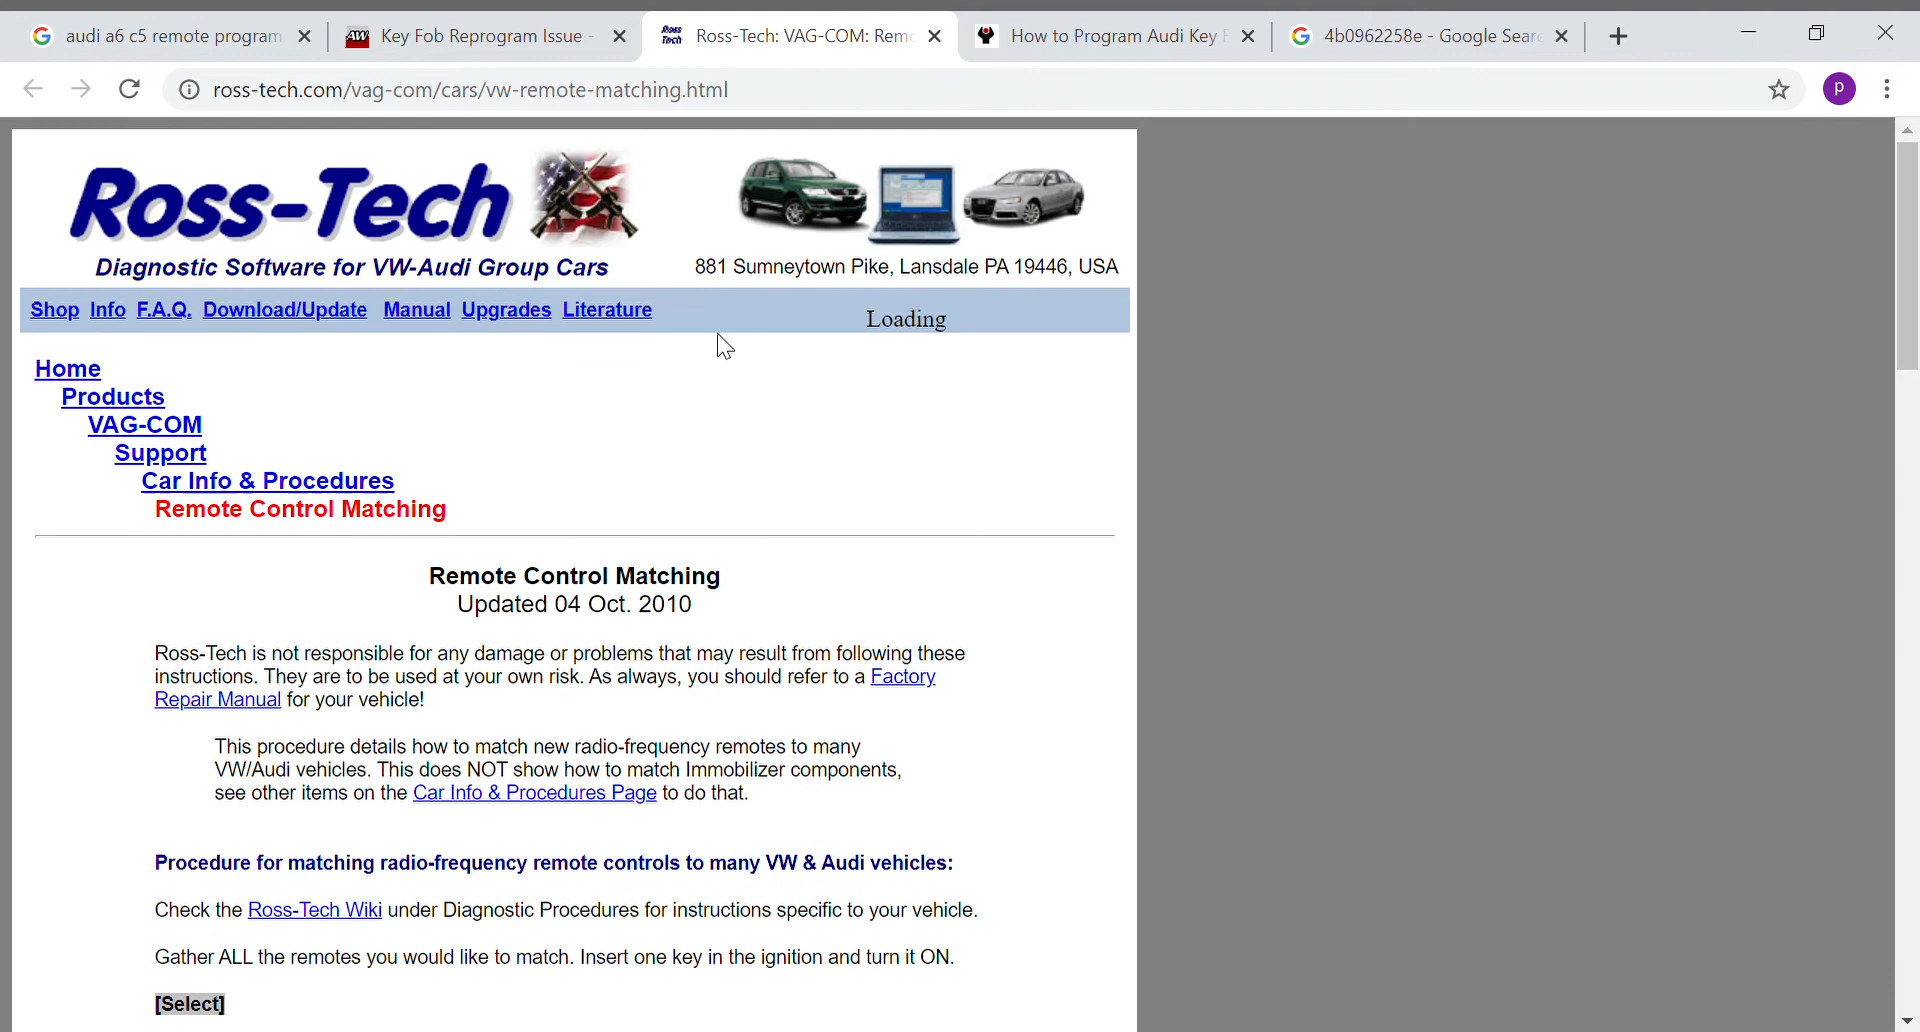 audi a6 c5 remote program
Key Fob Reprogram Issue -
Ross-Tech: VAG-COM: Remo
How to Program Audi Key F
4b0962258e - Google Sear
ross-tech.com/vag-com/cars/vw-remote-matching.html
p
Ross-Tech
Diagnostic Software for VW-Audi Group Cars
881 Sumneytown Pike, Lansdale PA 19446, USA
Shop Info F.A.Q. Download/Update Manual Upgrades Literature
Loading
Home
Products
VAG-COM
Support
Car Info & Procedures
Remote Control Matching
Remote Control Matching
Updated 04 Oct. 2010
Ross-Tech is not responsible for any damage or problems that may result from following these
instructions. They are to be used at your own risk. As always, you should refer to a Factory
Repair Manual for your vehicle!
This procedure details how to match new radio-frequency remotes to many
VW/Audi vehicles. This does NOT show how to match Immobilizer components,
see other items on the Car Info & Procedures Page to do that.
Procedure for matching radio-frequency remote controls to many VW & Audi vehicles:
Check the Ross-Tech Wiki under Diagnostic Procedures for instructions specific to your vehicle.
Gather ALL the remotes you would like to match. Insert one key in the ignition and turn it ON.
[Select]